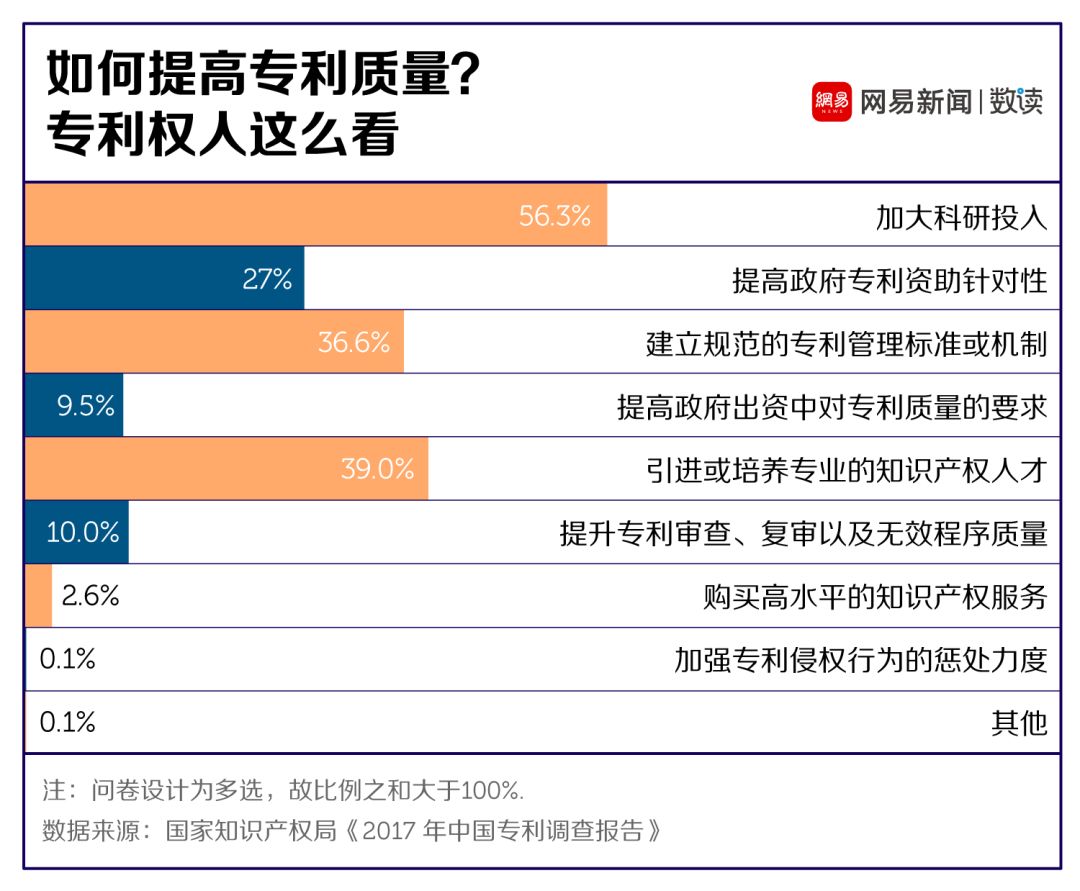 如何提高专利质量?
专利权人这么看
網易
NEWS
网易新闻|数读
56.3% 加大科研投入
27% 提高政府专利资助针对性
36.6% 建立规范的专利管理标准或机制
9.5% 提高政府出资中对专利质量的要求
39.0% 引进或培养专业的知识产权人才
10.0% 提升专利审查、复审以及无效程序质量
2.6% 购买高水平的知识产权服务
0.1% 加强专利侵权行为的惩处力度
0.1% 其他
注：问卷设计为多选，故比例之和大于100%.
数据来源：国家知识产权局《2017 年中国专利调查报告》